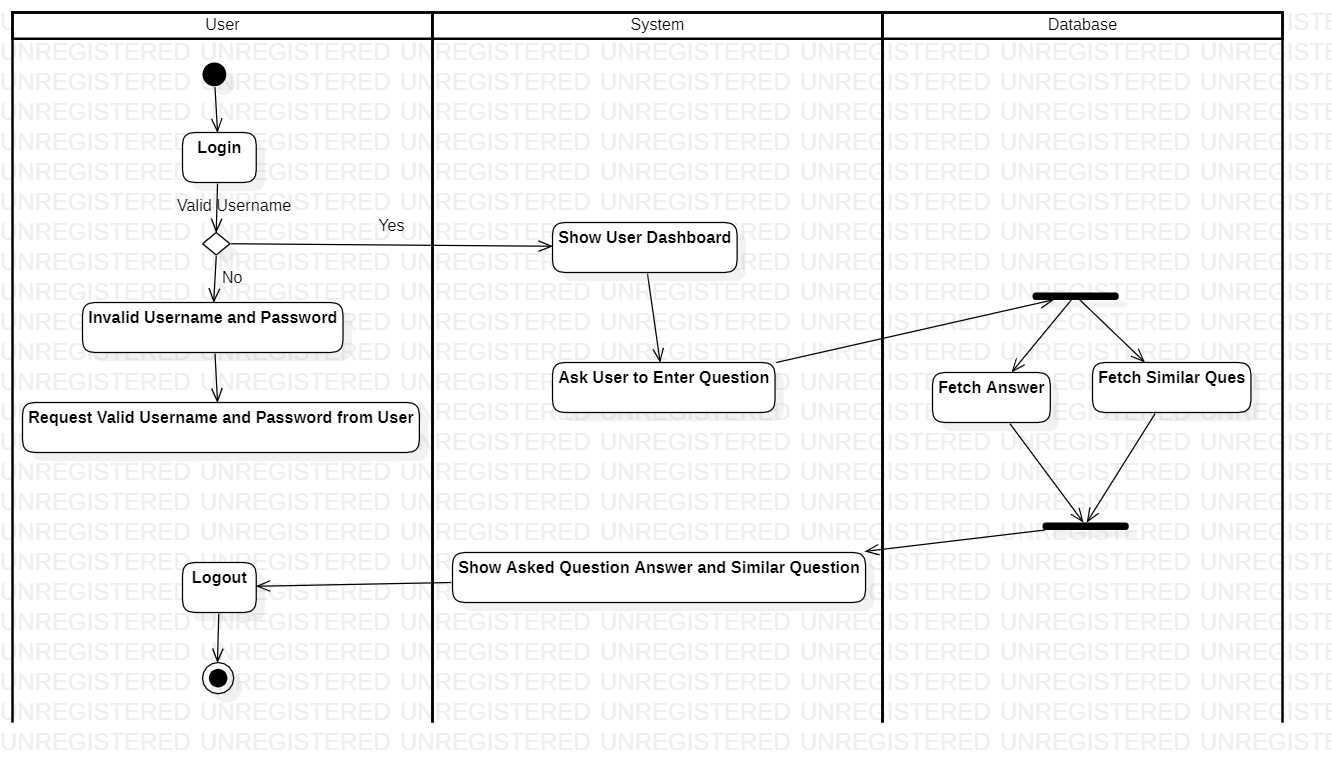 User
System
Database
Login
Valid Username
Yes
Show User Dashboard
No
Invalid Username and Password
Ask User to Enter Question
Fetch Answer
Fetch Similar Ques
Request Valid Username and Password from User
Show Asked Question Answer and Similar Question
Logout
UNREGISTERED